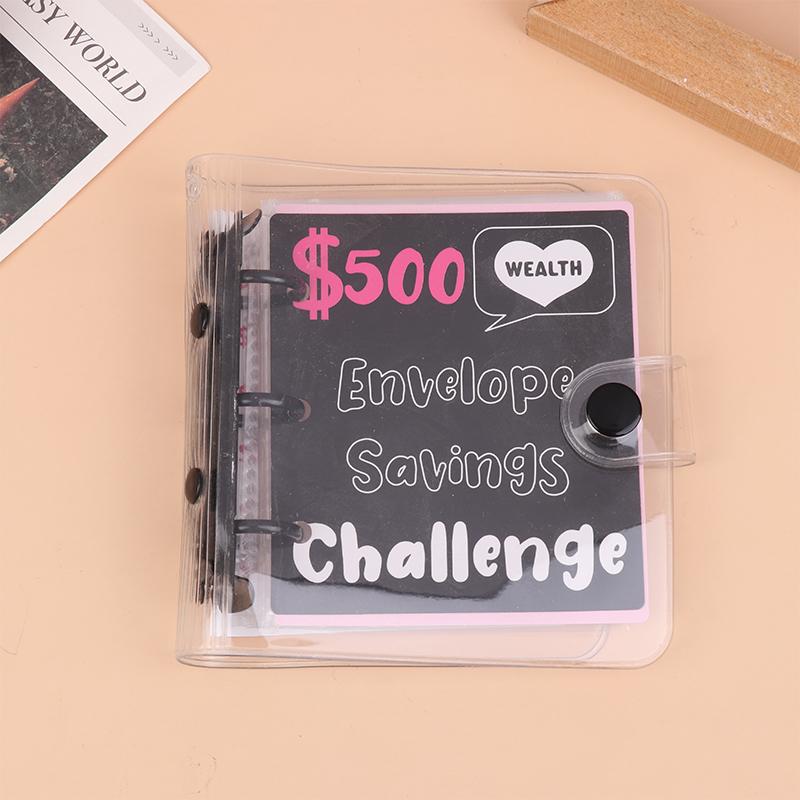 WORLD
$500
WEALTH
Envelope
Savings
Challenge